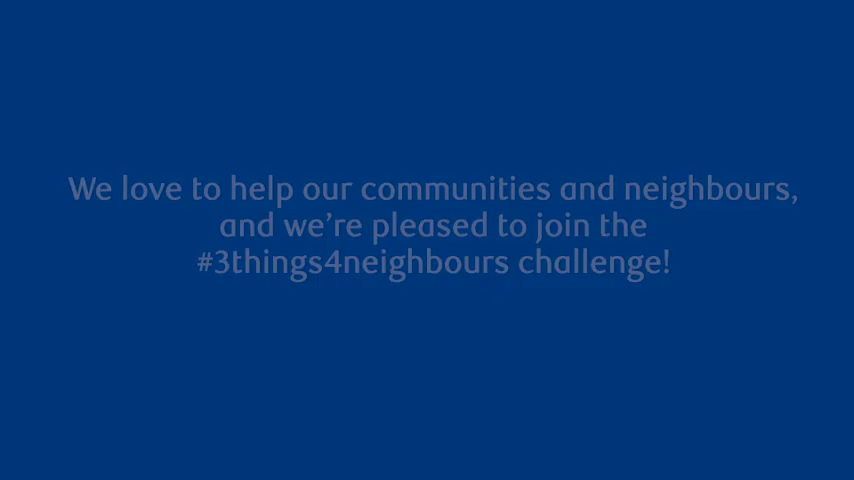 We love to help our communities and neighbours,
and we’re pleased to join the
#3things4neighbours challenge!